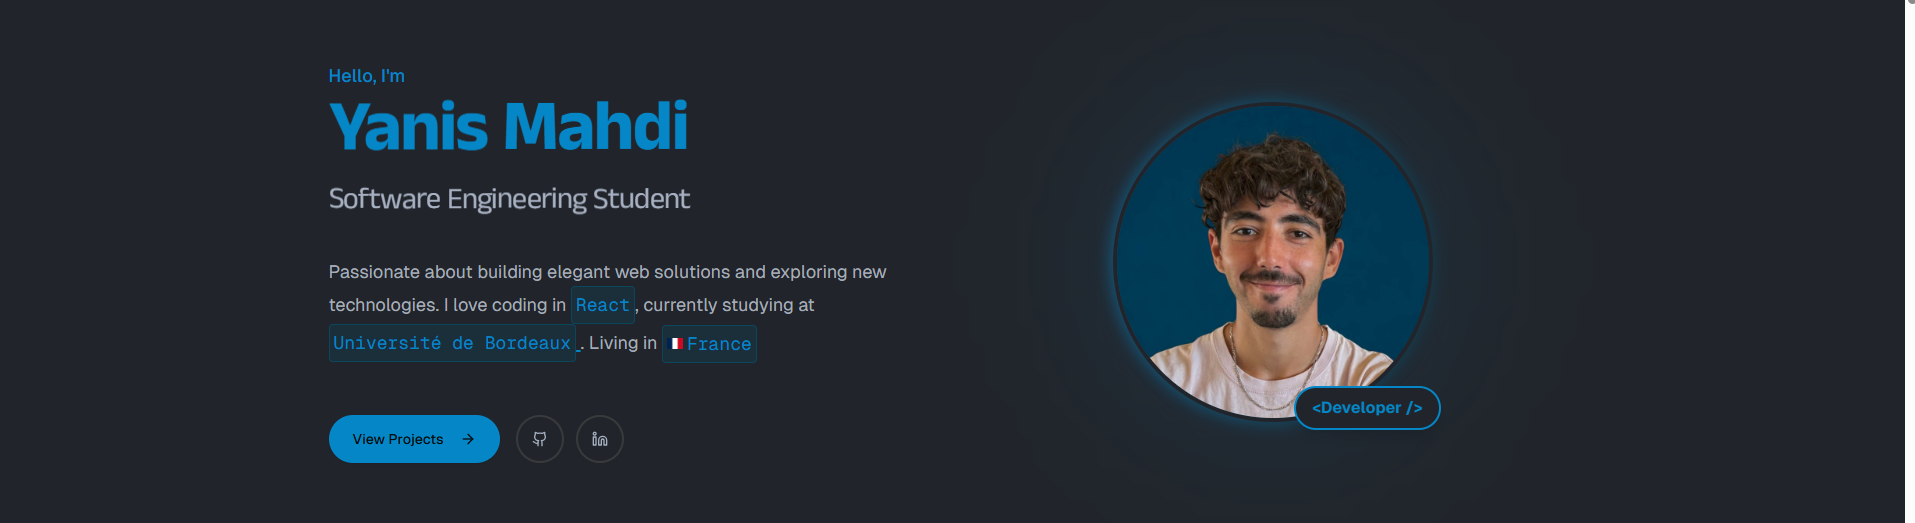 Hello, I'm
Yanis Mahdi
Software Engineering Student
Passionate about building elegant web solutions and exploring new
technologies. I love coding in React, currently studying at
Université de Bordeaux . Living in 🇫🇷 France
View Projects →
<Developer />